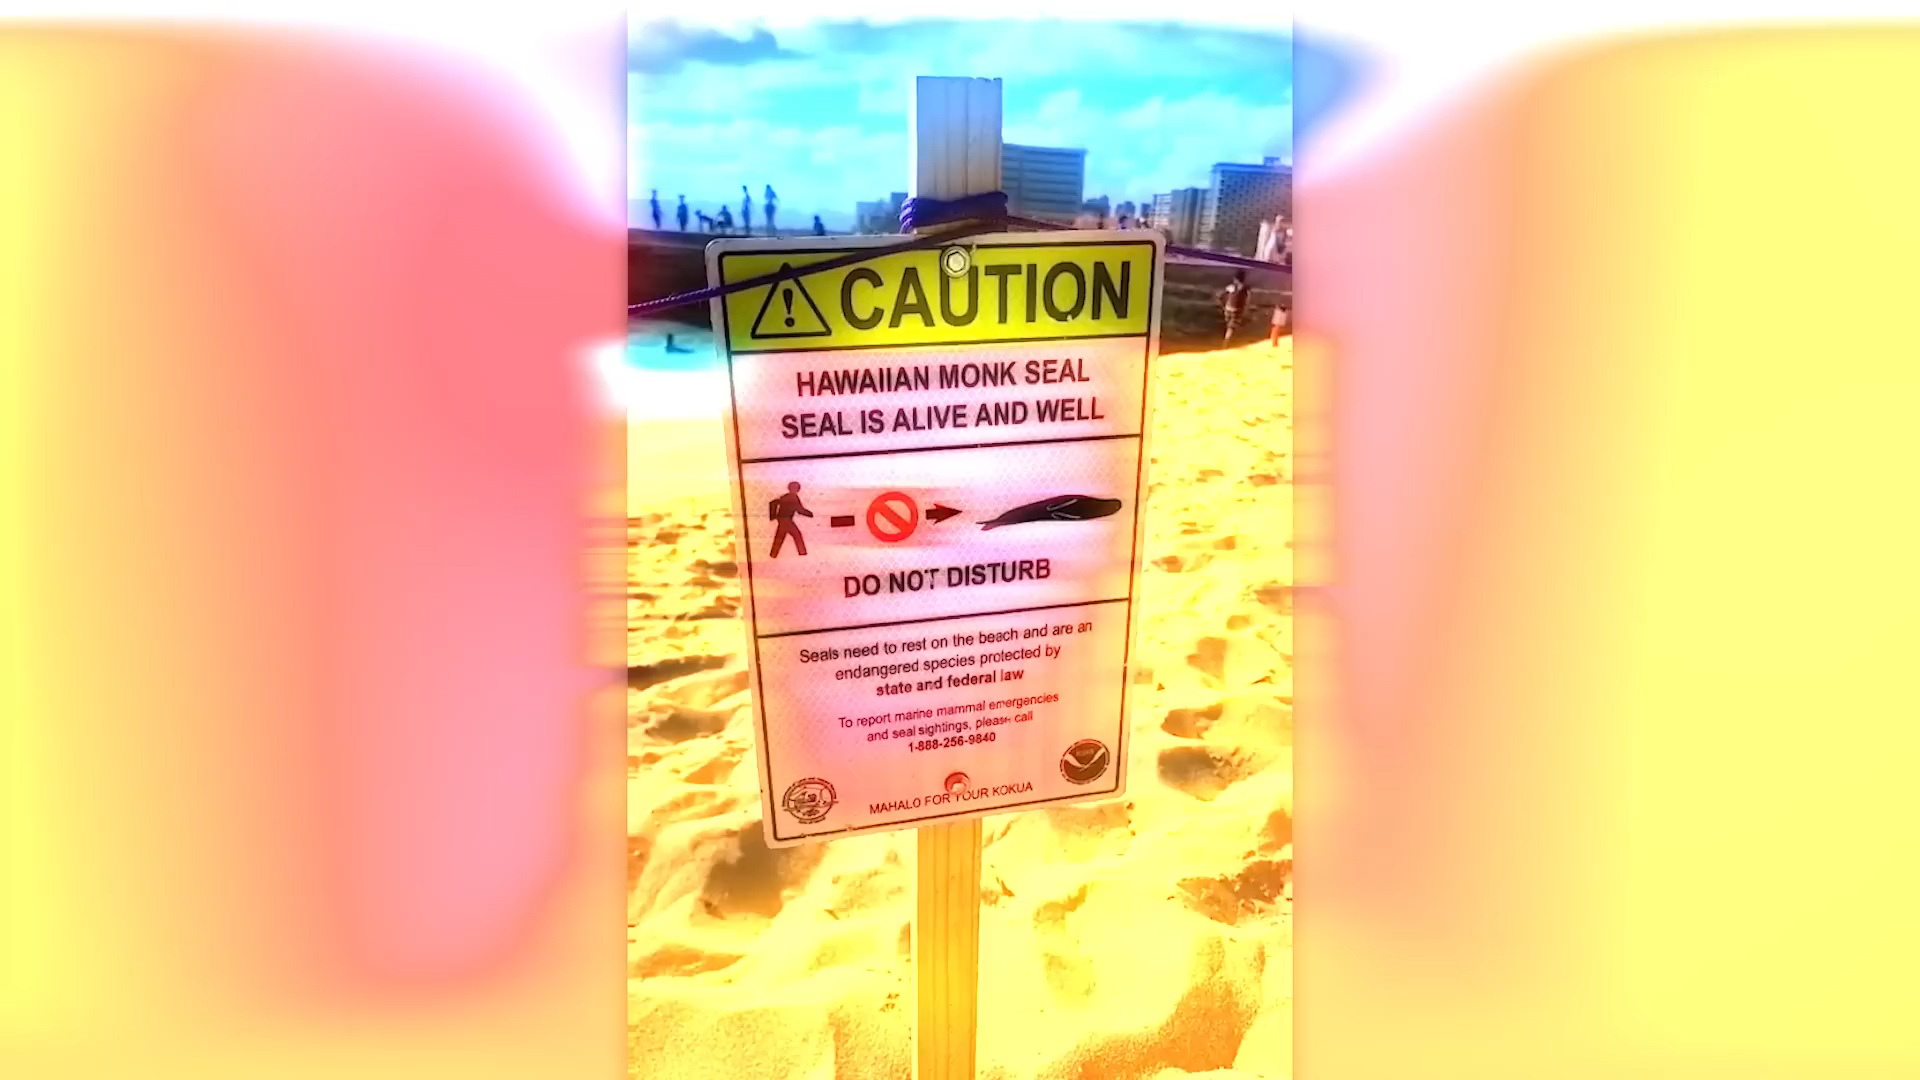 CAUTION
HAWAIIAN MONK SEAL
SEAL IS ALIVE AND WELL
DO NOT DISTURB
Seals need to rest on the beach and are an
endangered species protected by
state and federal law
To report marine mammal emergencies
and seal sightings, please call
1-888-256-9840
MAHALO FOR YOUR KOKUA